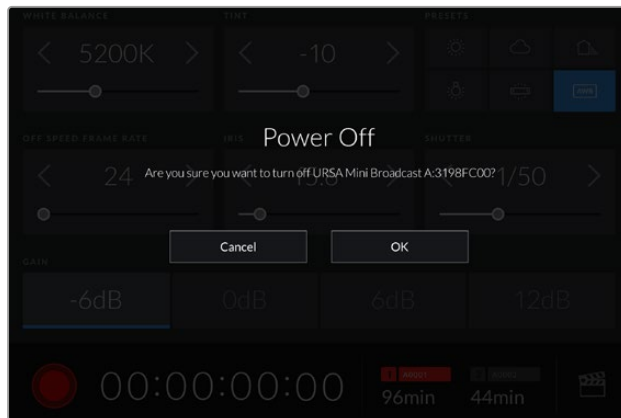 WHITE BALANCE TINT PRESETS
5200K -10
AWB
OFF SPEED FRAME RATE IRIS SHUTTER
Power Off
Are you sure you want to turn off URSA Mini Broadcast A:3198FC00?
24 1/50
Cancel OK
GAIN
-6dB 0dB 6dB 12dB
00:00:00:00
1
96min 44min